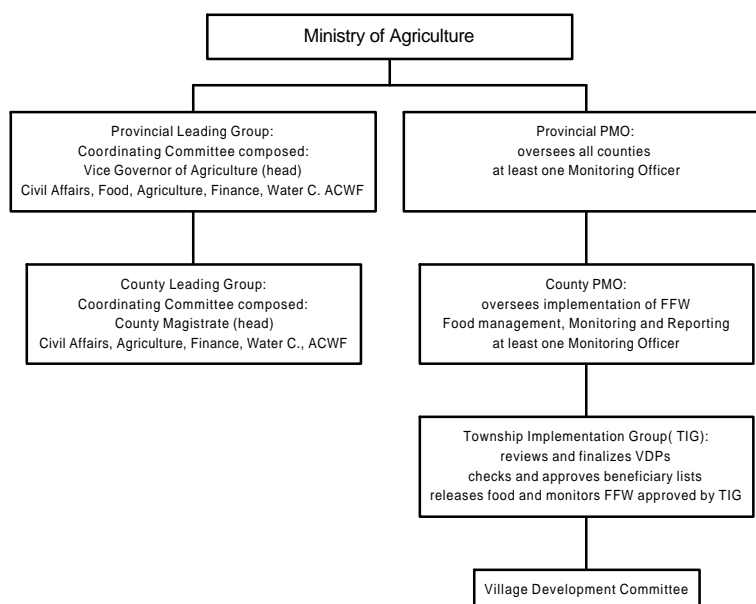 Ministry of Agriculture
Provincial Leading Group:
Coordinating Committee composed:
Vice Governor of Agriculture (head)
Civil Affairs, Food, Agriculture, Finance, Water C. ACWF
Provincial PMO:
oversees all counties
at least one Monitoring Officer
County Leading Group:
Coordinating Committee composed:
County Magistrate (head)
Civil Affairs, Agriculture, Finance, Water C., ACWF
County PMO:
oversees implementation of FFW
Food management, Monitoring and Reporting
at least one Monitoring Officer
Township Implementation Group( TIG):
reviews and finalizes VDPs
checks and approves beneficiary lists
releases food and monitors FFW approved by TIG
Village Development Committee